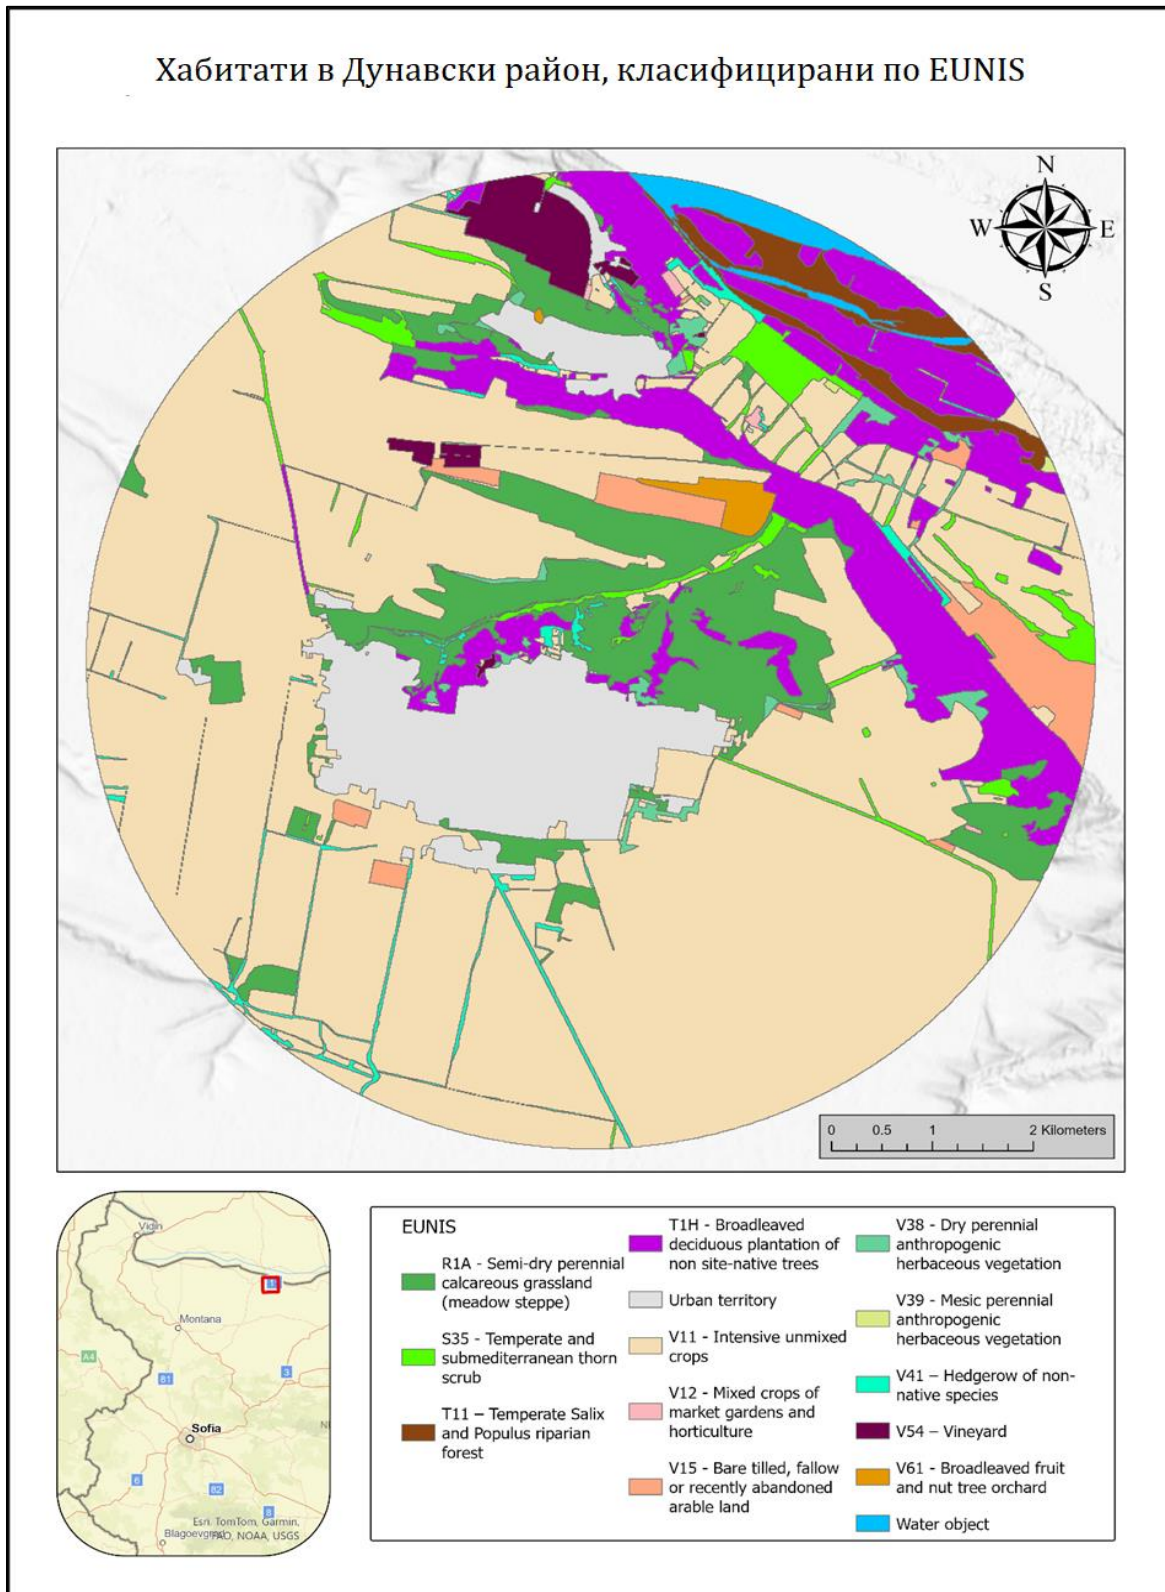 Хабитати в Дунавски район, класифицирани по EUNIS
N
W
E
S
0 0.5 1 2 Kilometers
Vidin
1
Montana
A4
81
3
Sofia
6
82
8
Esri, TomTom, Garmin,
FAO, NOAA, USGS
Blagoevgrad
EUNIS
R1A - Semi-dry perennial
calcareous grassland
(meadow steppe)
S35 - Temperate and
submediterranean thorn
scrub
T11 – Temperate Salix
and Populus riparian
forest
T1H - Broadleaved
deciduous plantation of
non site-native trees
Urban territory
V11 - Intensive unmixed
crops
V12 - Mixed crops of
market gardens and
horticulture
V15 - Bare tilled, fallow
or recently abandoned
arable land
V38 - Dry perennial
anthropogenic
herbaceous vegetation
V39 - Mesic perennial
anthropogenic
herbaceous vegetation
V41 – Hedgerow of non-
native species
V54 – Vineyard
V61 - Broadleaved fruit
and nut tree orchard
Water object